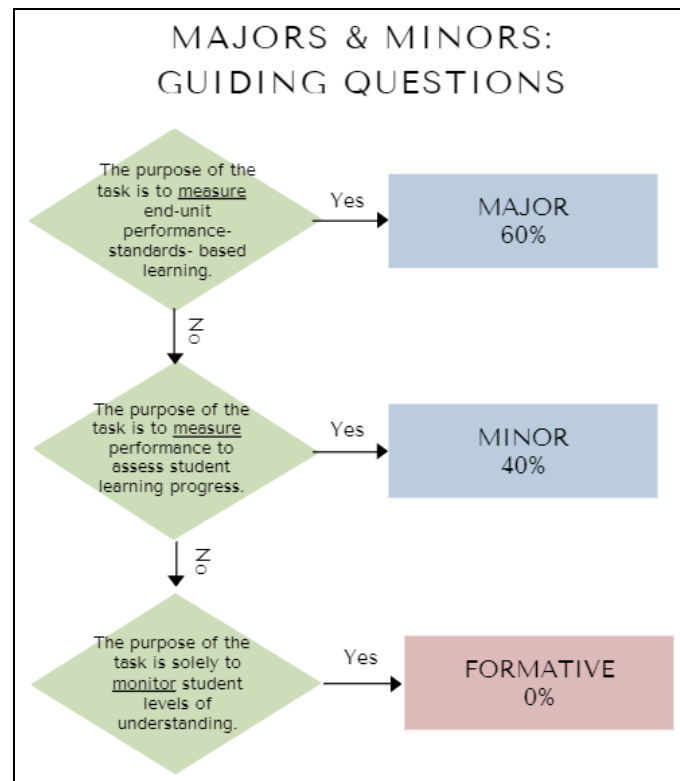 MAJORS & MINORS:
GUIDING QUESTIONS
The purpose of the
task is to measure
end-unit
performance-
standards- based
learning.
Yes
MAJOR
60%
No
The purpose of the
task is to measure
performance to
assess student
learning progress.
Yes
MINOR
40%
No
The purpose of the
task is solely to
monitor student
levels of
understanding.
Yes
FORMATIVE
0%